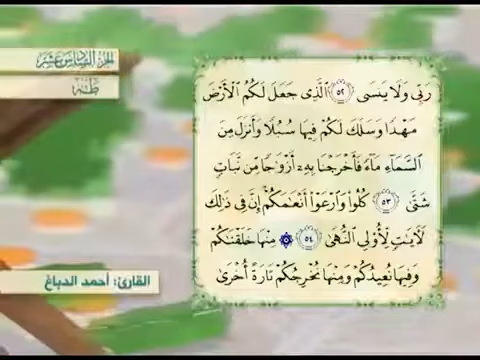 الجزء السادس عشر
طه
رَبِّي وَلَا يَنسَى ٥٢ ٱلَّذِي جَعَلَ لَكُمُ ٱلْأَرْضَ
مَهْدًا وَسَلَكَ لَكُمْ فِيهَا سُبُلًا وَأَنزَلَ مِنَ
ٱلسَّمَآءِ مَآءً فَأَخْرَجْنَا بِهِۦٓ أَزْوَٰجًا مِّن نَّبَاتٍ
شَتَّىٰ ٥٣ كُلُوا۟ وَٱرْعَوْا۟ أَنْعَٰمَكُمْ إِنَّ فِي ذَٰلِكَ
لَءَايَٰتٍ لِّأُو۟لِي ٱلنُّهَىٰ ٥٤ مِنْهَا خَلَقْنَٰكُمْ
وَفِيهَا نُعِيدُكُمْ وَمِنْهَا نُخْرِجُكُمْ تَارَةً أُخْرَىٰ
القارئ: أحمد الدباغ